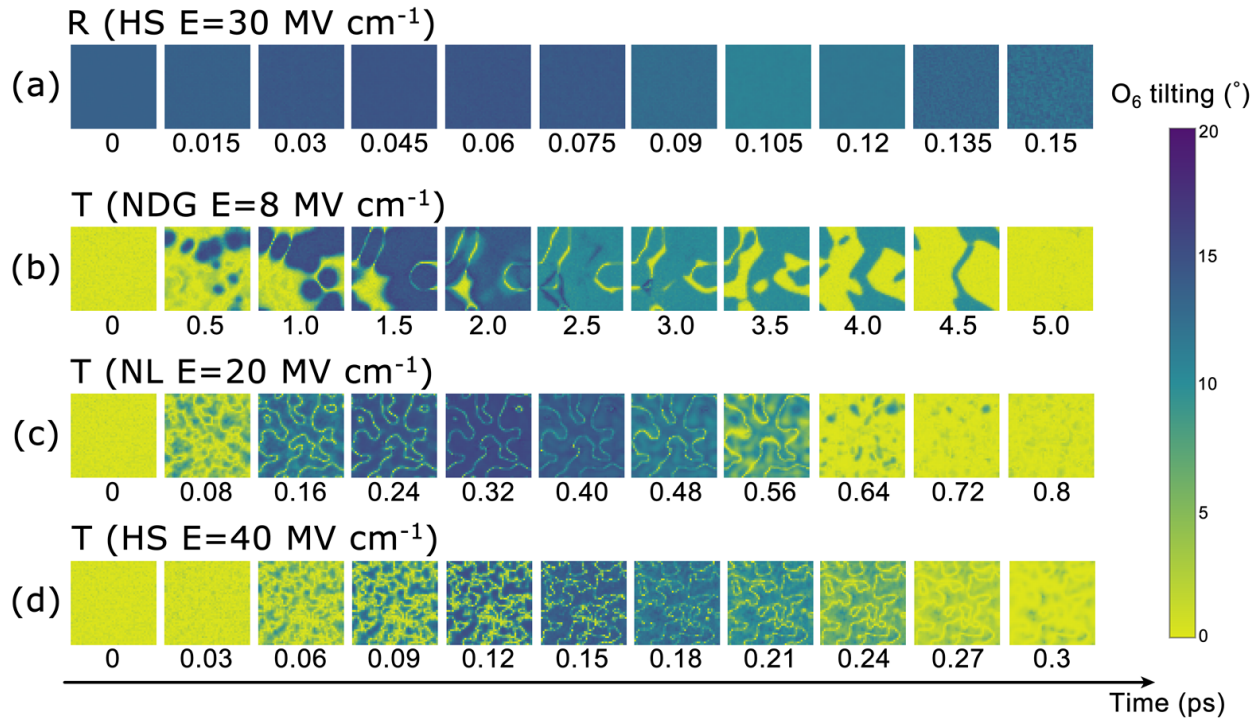 R (HS E=30 MV cm⁻¹)
(a)
0 0.015 0.03 0.045 0.06 0.075 0.09 0.105 0.12 0.135 0.15
T (NDG E=8 MV cm⁻¹)
(b)
0 0.5 1.0 1.5 2.0 2.5 3.0 3.5 4.0 4.5 5.0
T (NL E=20 MV cm⁻¹)
(c)
0 0.08 0.16 0.24 0.32 0.40 0.48 0.56 0.64 0.72 0.8
T (HS E=40 MV cm⁻¹)
(d)
0 0.03 0.06 0.09 0.12 0.15 0.18 0.21 0.24 0.27 0.3
Time (ps)
O₆ tilting (°)
20
15
10
5
0